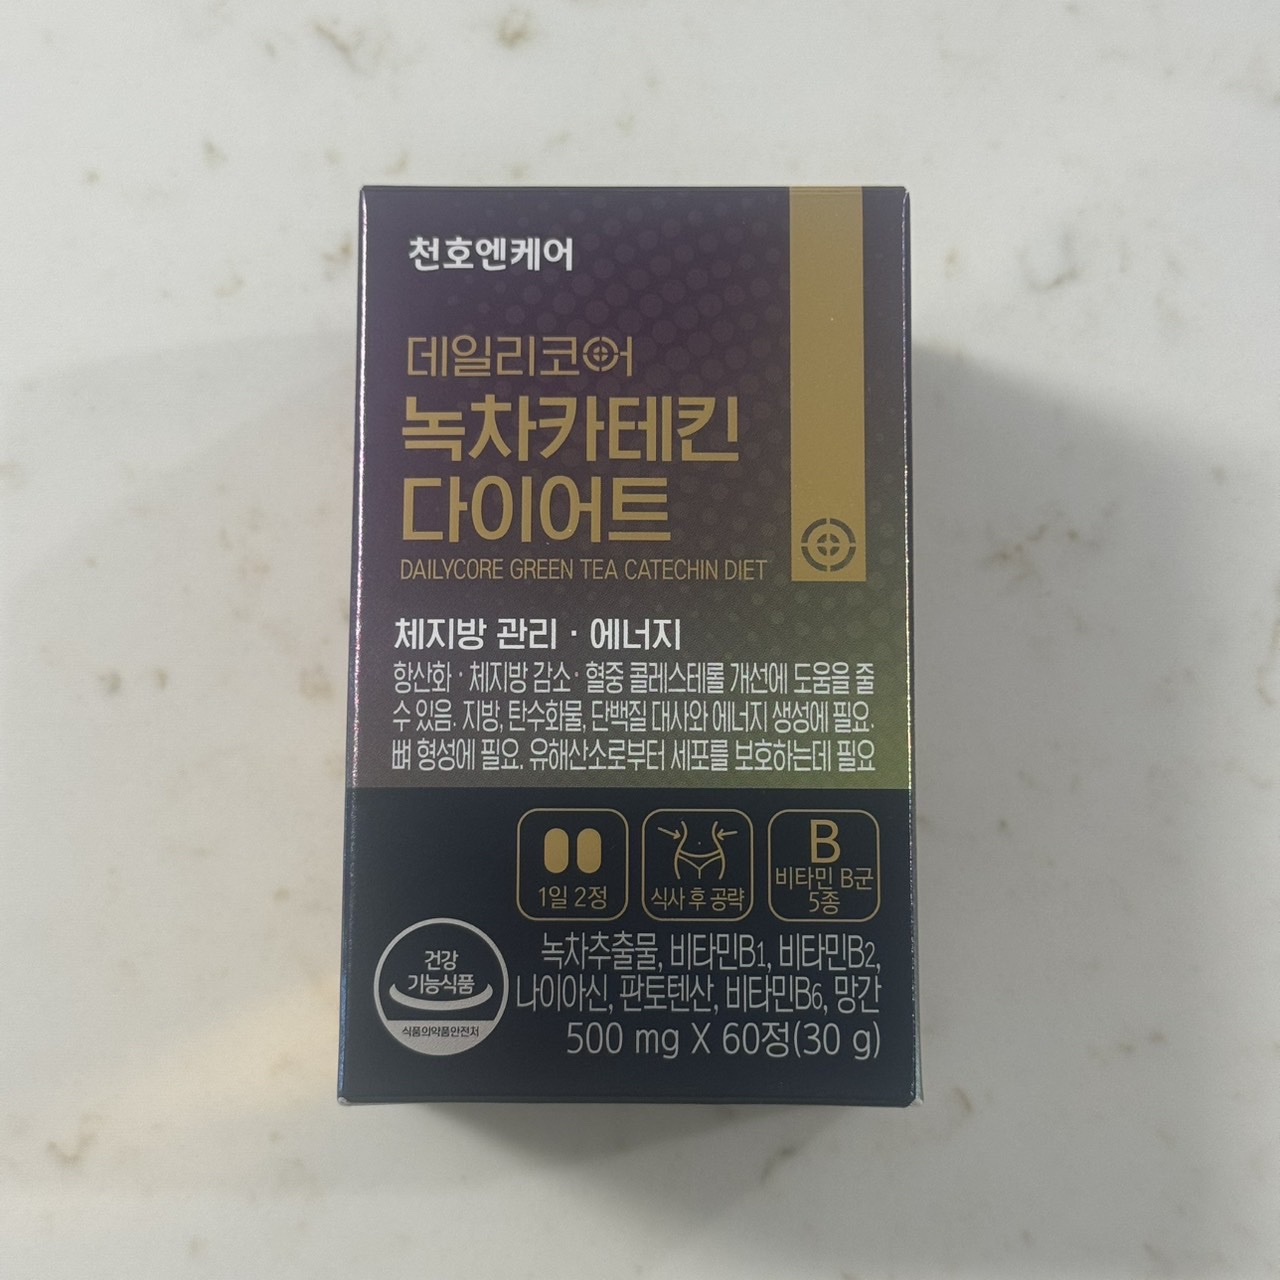 천호엔케어
데일리코어
녹차카테킨
다이어트
DAILYCORE GREEN TEA CATECHIN DIET
체지방 관리 · 에너지
항산화 · 체지방 감소 · 혈중 콜레스테롤 개선에 도움을 줄
수 있음. 지방, 탄수화물, 단백질 대사와 에너지 생성에 필요.
뼈 형성에 필요. 유해산소로부터 세포를 보호하는데 필요
1일 2정
식사 후 공략
B
비타민 B군
5종
건강
기능식품
식품의약품안전처
녹차추출물, 비타민B1, 비타민B2,
나이아신, 판토텐산, 비타민B6, 망간
500 mg X 60정(30 g)